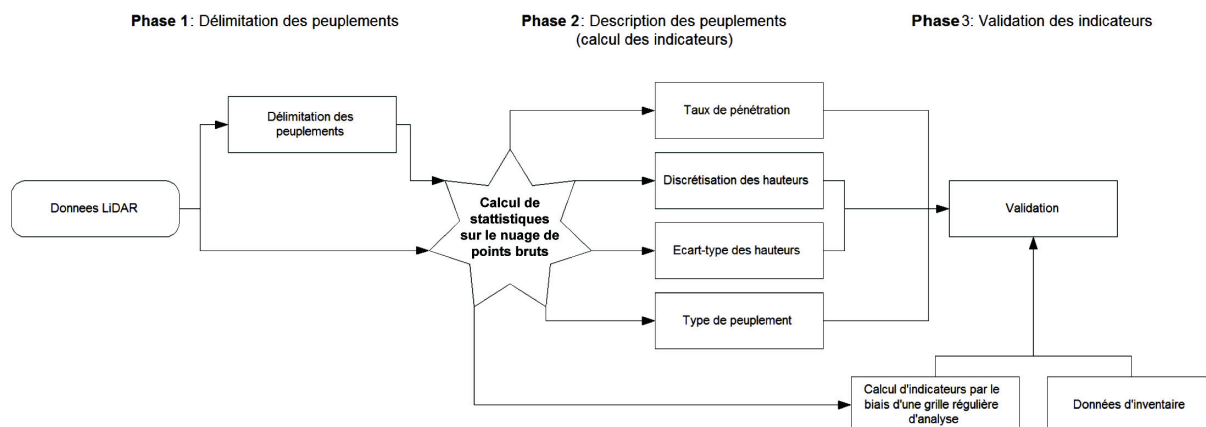 Phase 1: Délimitation des peuplements
Phase 2: Description des peuplements
(calcul des indicateurs)
Phase 3: Validation des indicateurs
Donnees LiDAR
Délimitation des
peuplements
Calcul de
stattistiques
sur le nuage de
points bruts
Taux de pénétration
Discrétisation des hauteurs
Ecart-type des hauteurs
Type de peuplement
Validation
Calcul d'indicateurs par le
biais d'une grille régulière
d'analyse
Données d'inventaire